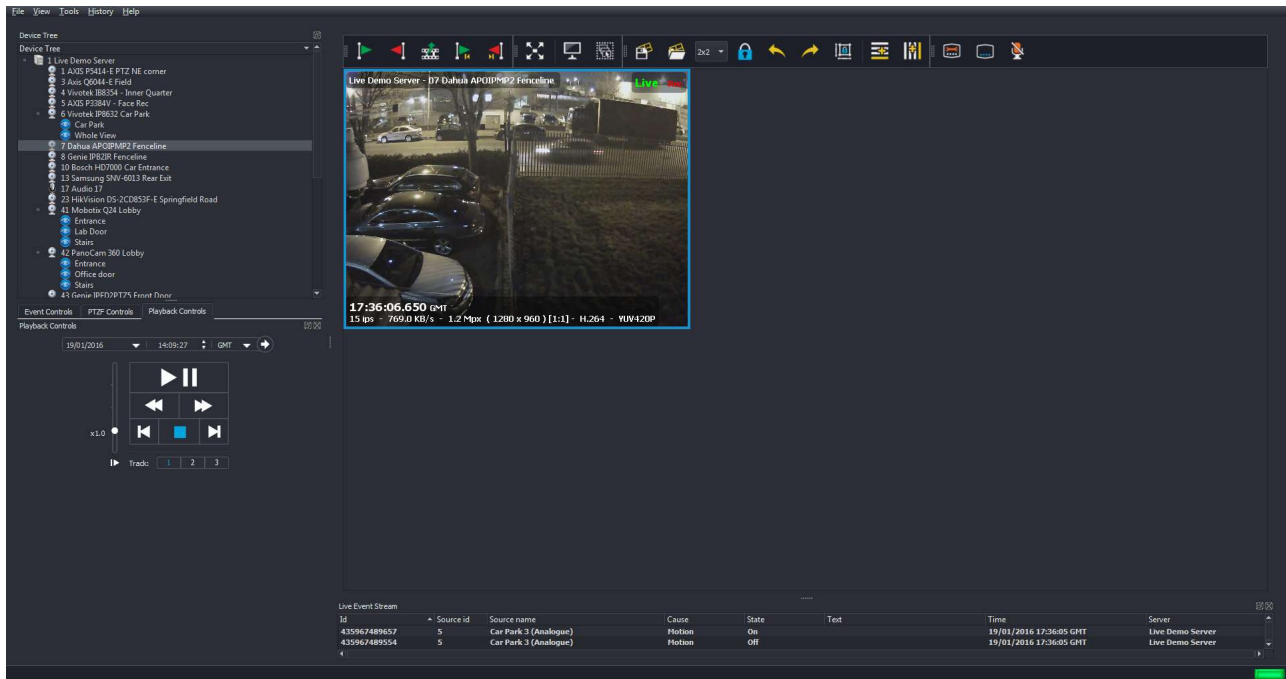 File View Tools History Help
Device Tree
Device Tree
1 Live Demo Server
1 AXIS P5414-E PTZ NE corner
3 Axis Q6044-E Field
4 Vivotek IB8354 - Inner Quarter
5 AXIS P3384V - Face Rec
6 Vivotek IP8632 Car Park
Car Park
Whole View
7 Dahua APOIPMP2 Fenceline
8 Genie IPB2IR Fenceline
10 Bosch HD7000 Car Entrance
13 Samsung SNV-6013 Rear Exit
17 Audio 17
23 HikVision DS-2CD853F-E Springfield Road
41 Mobotix Q24 Lobby
Entrance
Lab Door
Stairs
42 PanoCam 360 Lobby
Entrance
Office door
Stairs
43 Genie IPFD2PTZ5 Front Door
Event Controls PTZF Controls Playback Controls
Playback Controls
19/01/2016 14:09:27 GMT
x1.0
Track: 1 2 3
2x2
Live Demo Server - 07 Dahua APOIPMP2 Fenceline Live
17:36:06.650 GMT
15 ips - 769.0 KB/s - 1.2 Mpx ( 1280 x 960 ) [1:1] - H.264 - YUV420P
Live Event Stream
Id Source id Source name Cause State Text Time Server
435967489657 5 Car Park 3 (Analogue) Motion On 19/01/2016 17:36:05 GMT Live Demo Server
435967489554 5 Car Park 3 (Analogue) Motion Off 19/01/2016 17:36:05 GMT Live Demo Server